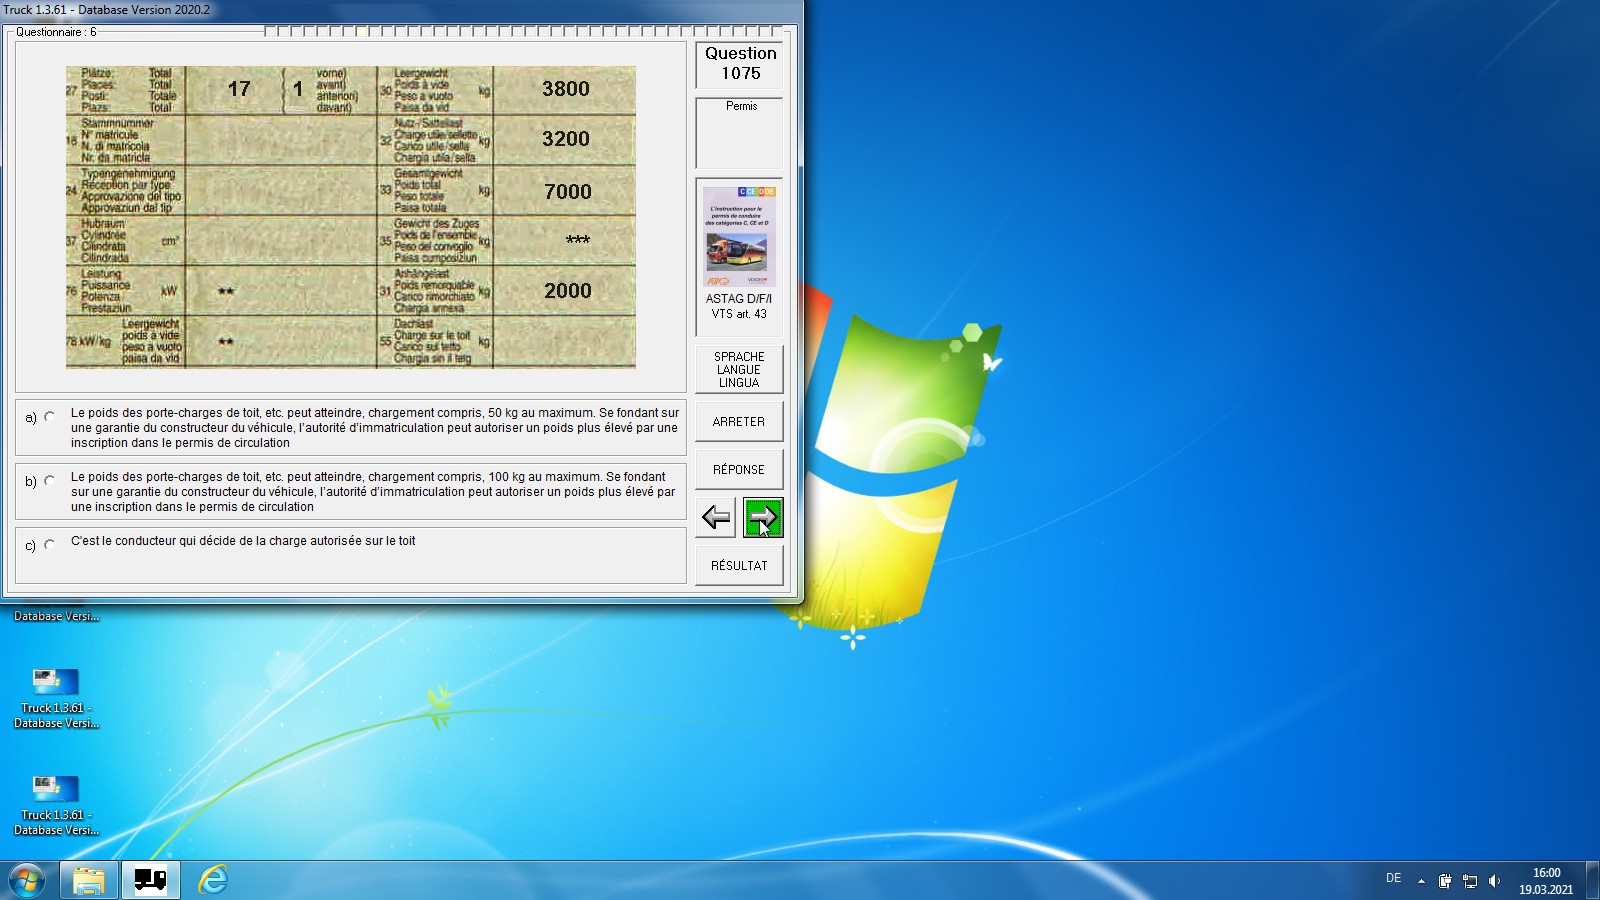 Truck 1.3.61 - Database Version 2020.2
Questionnaire : 6
27 Plätze: Total
Places: Total
Posti: Totale
Plazs: Total
17
( 1
vorne)
avant)
anteriori)
davant)
30 Leergewicht
Poids à vide
Peso a vuoto
Paisa da vid
kg
3800
18 Stammnummer
N° matricule
N. di matricola
Nr. da matricla
32 Nutz-/Sattellast
Charge utile/sellette
Carico utile/sella
Chargia utila/sella
kg
3200
24 Typengenehmigung
Réception par type
Approvazione del tipo
Approvaziun dal tip
33 Gesamtgewicht
Poids total
Peso totale
Paisa totala
kg
7000
37 Hubraum
Cylindrée
Cilindrata
Cilindrada
cm³
35 Gewicht des Zuges
Poids de l'ensemble
Peso del convoglio
Paisa cumposiziun
kg
***
76 Leistung
Puissance
Potenza
Prestaziun
kW
**
31 Anhängelast
Poids remorquable
Carico rimorchiato
Chargia annexa
kg
2000
78 kW/kg
Leergewicht
poids à vide
peso a vuoto
paisa da vid
**
55 Dachlast
Charge sur le toit
Carico sul tetto
Chargia sin il tetg
kg
a) Le poids des porte-charges de toit, etc. peut atteindre, chargement compris, 50 kg au maximum. Se fondant sur
une garantie du constructeur du véhicule, l'autorité d'immatriculation peut autoriser un poids plus élevé par une
inscription dans le permis de circulation
b) Le poids des porte-charges de toit, etc. peut atteindre, chargement compris, 100 kg au maximum. Se fondant
sur une garantie du constructeur du véhicule, l'autorité d'immatriculation peut autoriser un poids plus élevé par
une inscription dans le permis de circulation
c) C'est le conducteur qui décide de la charge autorisée sur le toit
Question
1075
Permis
C CE D DE
L'instruction pour le
permis de conduire
des catégories C, CE et D
ASTAG D/F/I
VTS art. 43
SPRACHE
LANGUE
LINGUA
ARRETER
RÉPONSE
RÉSULTAT
Database Versi...
Truck 1.3.61 -
Database Versi...
Truck 1.3.61 -
Database Versi...
DE
16:00
19.03.2021